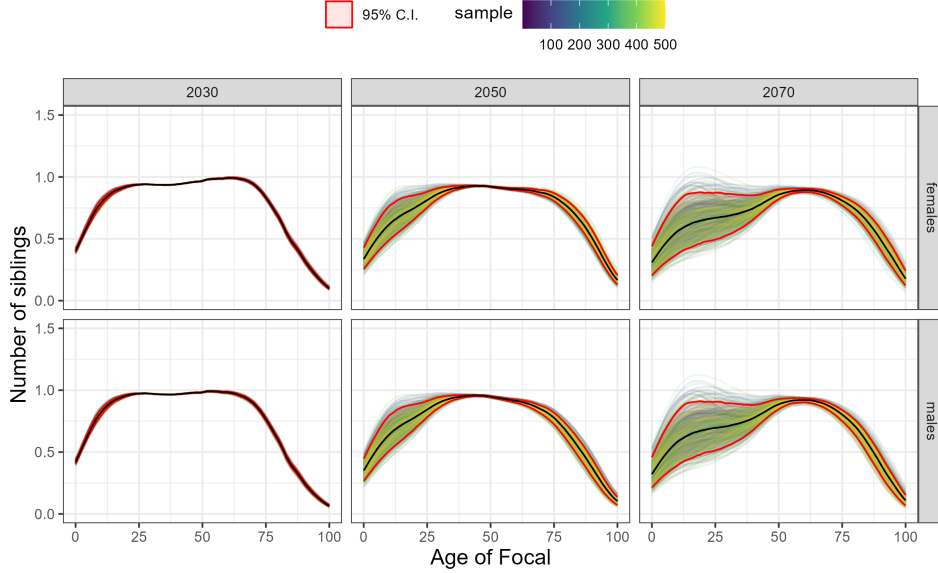 95% C.I.
sample
100 200 300 400 500
2030 2050 2070
1.5
1.0
0.5
0.0
females
1.5
1.0
0.5
0.0
males
Number of siblings
0 25 50 75 100 0 25 50 75 100 0 25 50 75 100
Age of Focal